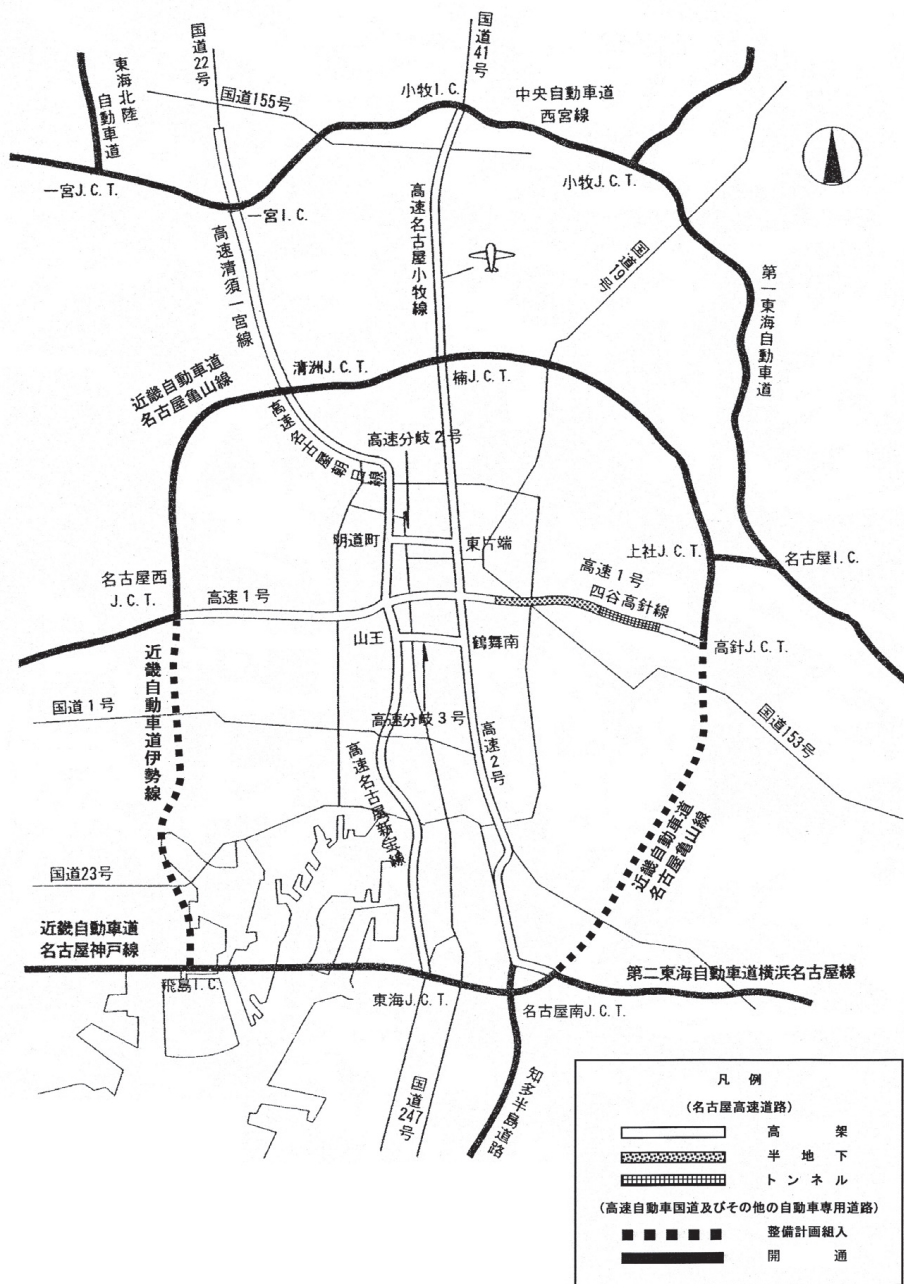 国道22号
国道41号
東海北陸
自動車道
国道155号
小牧I.C.
中央自動車道
西宮線
小牧J.C.T.
一宮J.C.T.
一宮I.C.
高速清須一宮線
高速名古屋小牧線
国道19号
第一東海自動車道
近畿自動車道
名古屋亀山線
清洲J.C.T.
楠J.C.T.
高速名古屋朝日線
高速分岐2号
明道町
東片端
上社J.C.T.
名古屋I.C.
名古屋西
J.C.T.
高速1号
高速1号
四谷高針線
山王
鶴舞南
高針J.C.T.
近畿自動車道伊勢線
国道1号
高速分岐3号
国道153号
高速名古屋新宝線
高速2号
近畿自動車道
名古屋亀山線
国道23号
近畿自動車道
名古屋神戸線
第二東海自動車道横浜名古屋線
飛島I.C.
東海J.C.T.
名古屋南J.C.T.
国道247号
知多半島道路
凡例
(名古屋高速道路)
高架
半地下
トンネル
(高速自動車国道及びその他の自動車専用道路)
整備計画組入
開通